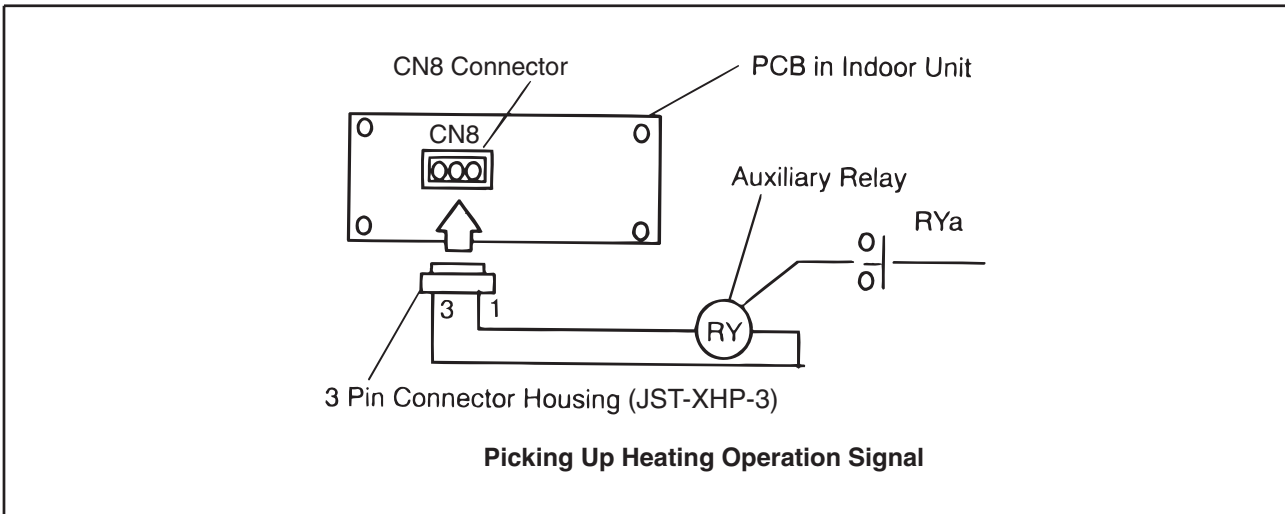 CN8 Connector
PCB in Indoor Unit
CN8
Auxiliary Relay
RYa
3 1
RY
3 Pin Connector Housing (JST-XHP-3)
Picking Up Heating Operation Signal